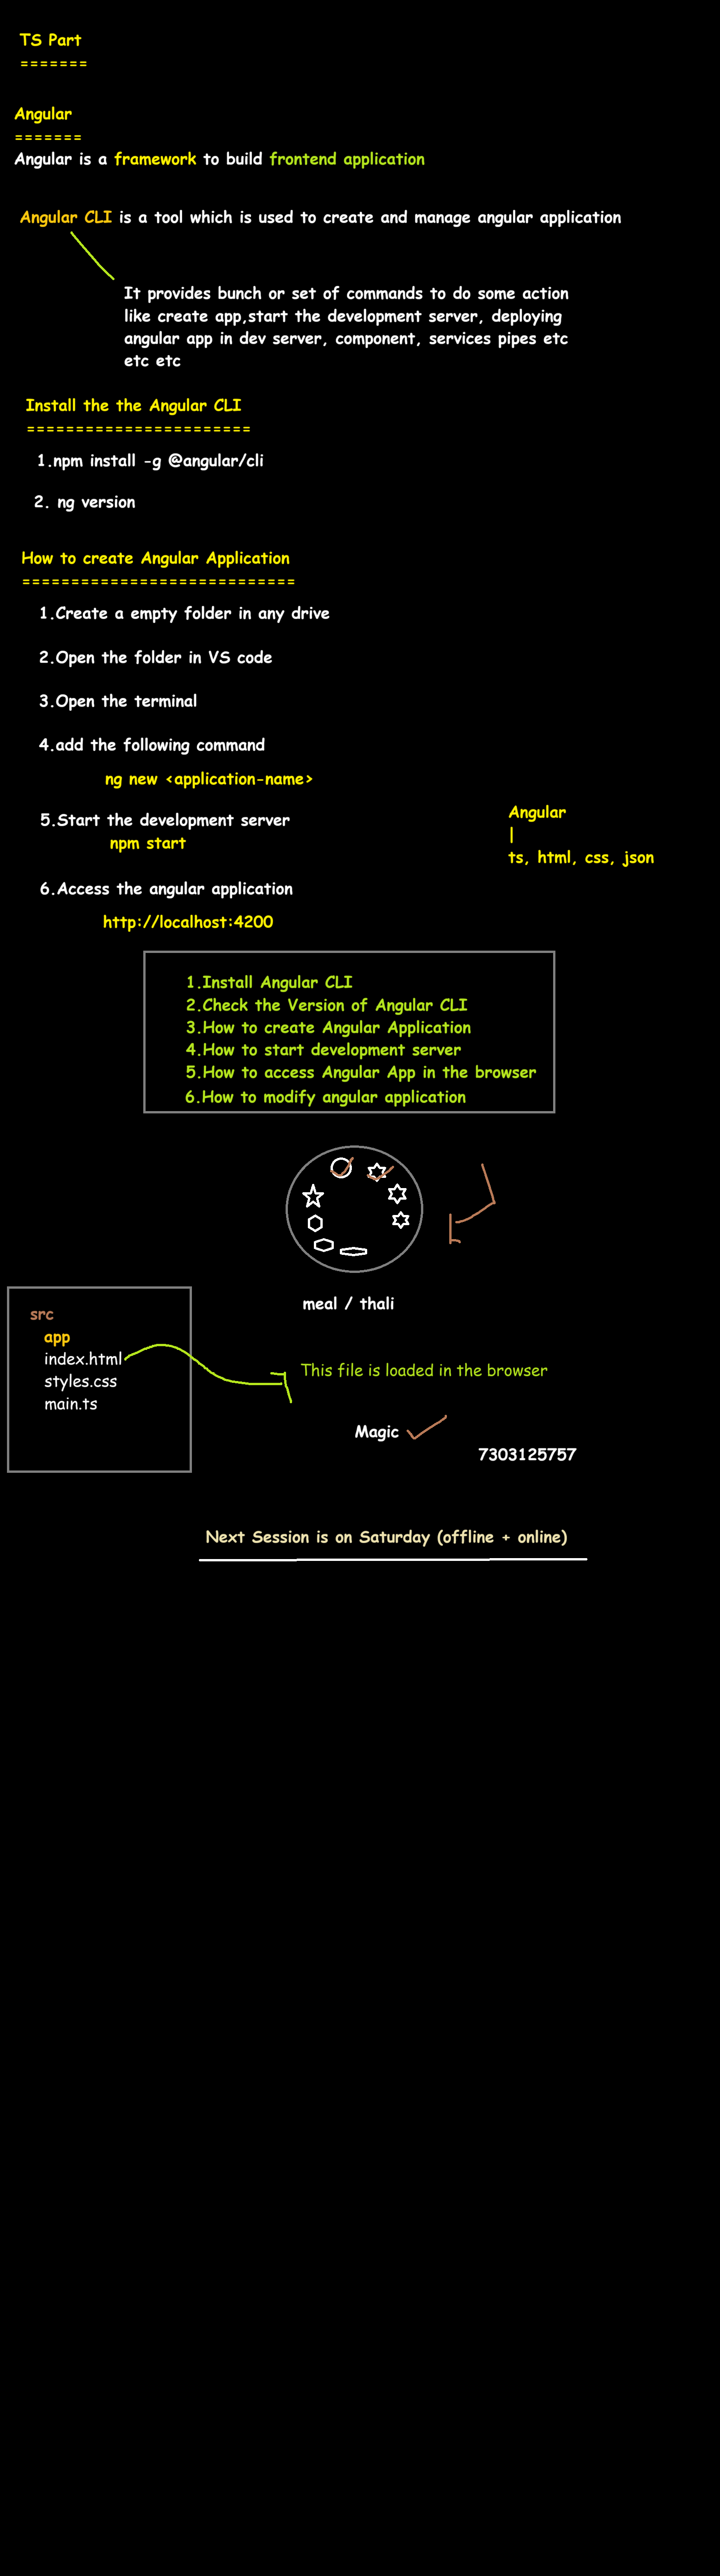 TS Part
=======
Angular
=======
Angular is a framework to build frontend application
Angular CLI is a tool which is used to create and manage angular application
It provides bunch or set of commands to do some action
like create app,start the development server, deploying
angular app in dev server, component, services pipes etc
etc etc
Install the the Angular CLI
=======================
1.npm install -g @angular/cli
2. ng version
How to create Angular Application
============================
1.Create a empty folder in any drive
2.Open the folder in VS code
3.Open the terminal
4.add the following command
ng new <application-name>
5.Start the development server
npm start
Angular
|
ts, html, css, json
6.Access the angular application
http://localhost:4200
1.Install Angular CLI
2.Check the Version of Angular CLI
3.How to create Angular Application
4.How to start development server
5.How to access Angular App in the browser
6.How to modify angular application
meal / thali
src
app
index.html
styles.css
main.ts
This file is loaded in the browser
Magic
7303125757
Next Session is on Saturday (offline + online)